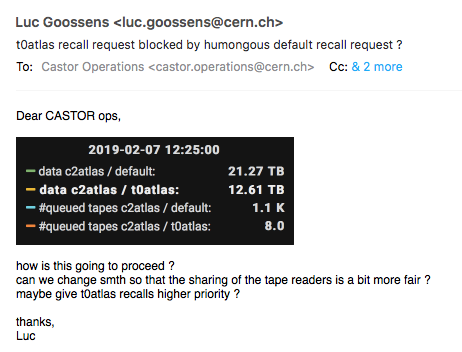 Luc Goossens <luc.goossens@cern.ch>
t0atlas recall request blocked by humongous default recall request ?
To: Castor Operations <castor.operations@cern.ch> Cc: & 2 more
Dear CASTOR ops,
2019-02-07 12:25:00
data c2atlas / default: 21.27 TB
data c2atlas / t0atlas: 12.61 TB
#queued tapes c2atlas / default: 1.1 K
#queued tapes c2atlas / t0atlas: 8.0
how is this going to proceed ?
can we change smth so that the sharing of the tape readers is a bit more fair ?
maybe give t0atlas recalls higher priority ?
thanks,
Luc